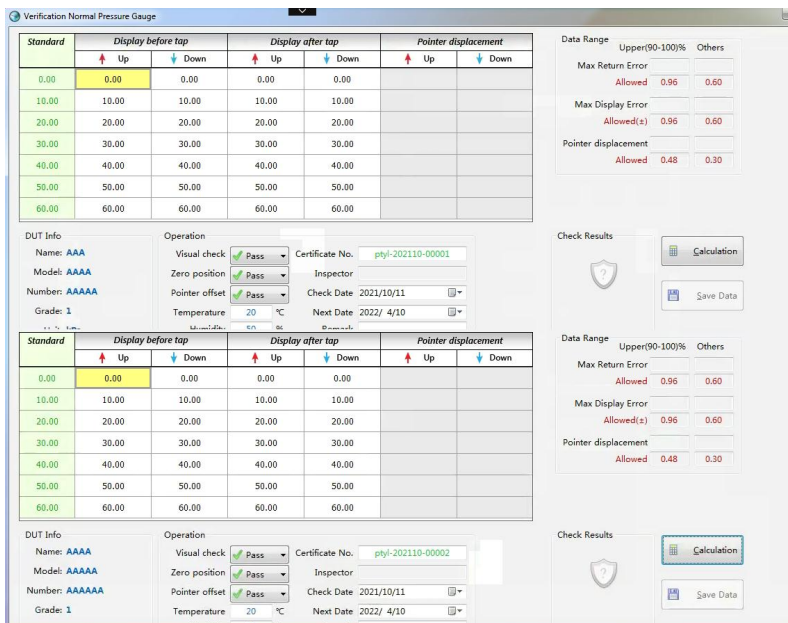 Verification Normal Pressure Gauge
Standard Display before tap Display after tap Pointer displacement
Up Down Up Down Up Down
0.00 0.00 0.00 0.00 0.00
10.00 10.00 10.00 10.00 10.00
20.00 20.00 20.00 20.00 20.00
30.00 30.00 30.00 30.00 30.00
40.00 40.00 40.00 40.00 40.00
50.00 50.00 50.00 50.00 50.00
60.00 60.00 60.00 60.00 60.00
Data Range
Upper(90-100)% Others
Max Return Error
Allowed 0.96 0.60
Max Display Error
Allowed(±) 0.96 0.60
Pointer displacement
Allowed 0.48 0.30
DUT Info
Name: AAA
Model: AAAA
Number: AAAAA
Grade: 1
Unit: kPa
Operation
Visual check Pass Certificate No. ptyl-202110-00001
Zero position Pass Inspector
Pointer offset Pass Check Date 2021/10/11
Temperature 20 ℃ Next Date 2022/ 4/10
Humidity 50 % Remark
Check Results
Calculation
Save Data
Standard Display before tap Display after tap Pointer displacement
Up Down Up Down Up Down
0.00 0.00 0.00 0.00 0.00
10.00 10.00 10.00 10.00 10.00
20.00 20.00 20.00 20.00 20.00
30.00 30.00 30.00 30.00 30.00
40.00 40.00 40.00 40.00 40.00
50.00 50.00 50.00 50.00 50.00
60.00 60.00 60.00 60.00 60.00
Data Range
Upper(90-100)% Others
Max Return Error
Allowed 0.96 0.60
Max Display Error
Allowed(±) 0.96 0.60
Pointer displacement
Allowed 0.48 0.30
DUT Info
Name: AAAA
Model: AAAAA
Number: AAAAAA
Grade: 1
Operation
Visual check Pass Certificate No. ptyl-202110-00002
Zero position Pass Inspector
Pointer offset Pass Check Date 2021/10/11
Temperature 20 ℃ Next Date 2022/ 4/10
Check Results
Calculation
Save Data